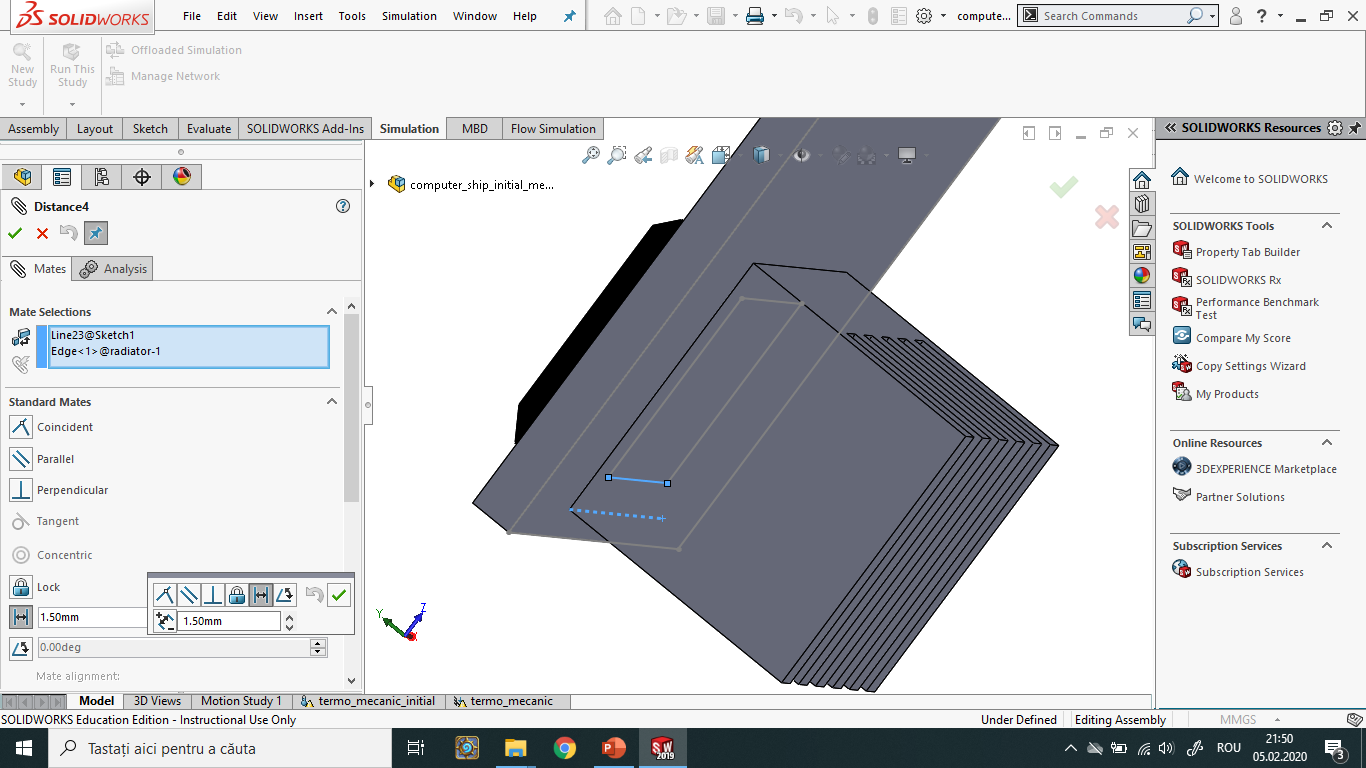 SOLIDWORKS
File Edit View Insert Tools Simulation Window Help
compute...
Search Commands
?
New Study
Run This Study
Offloaded Simulation
Manage Network
Assembly Layout Sketch Evaluate SOLIDWORKS Add-Ins Simulation MBD Flow Simulation
SOLIDWORKS Resources
Distance4
?
Mates Analysis
Mate Selections
Line23@Sketch1
Edge<1>@radiator-1
Standard Mates
Coincident
Parallel
Perpendicular
Tangent
Concentric
Lock
1.50mm
0.00deg
Mate alignment:
1.50mm
computer_ship_initial_me...
Y
Z
X
Welcome to SOLIDWORKS
SOLIDWORKS Tools
Property Tab Builder
SOLIDWORKS Rx
Performance Benchmark
Test
Compare My Score
Copy Settings Wizard
My Products
Online Resources
3DEXPERIENCE Marketplace
Partner Solutions
Subscription Services
Subscription Services
Model 3D Views Motion Study 1 termo_mecanic_initial termo_mecanic
SOLIDWORKS Education Edition - Instructional Use Only
Under Defined Editing Assembly MMGS
Tastați aici pentru a căuta
SW
2019
ROU
21:50
05.02.2020
3